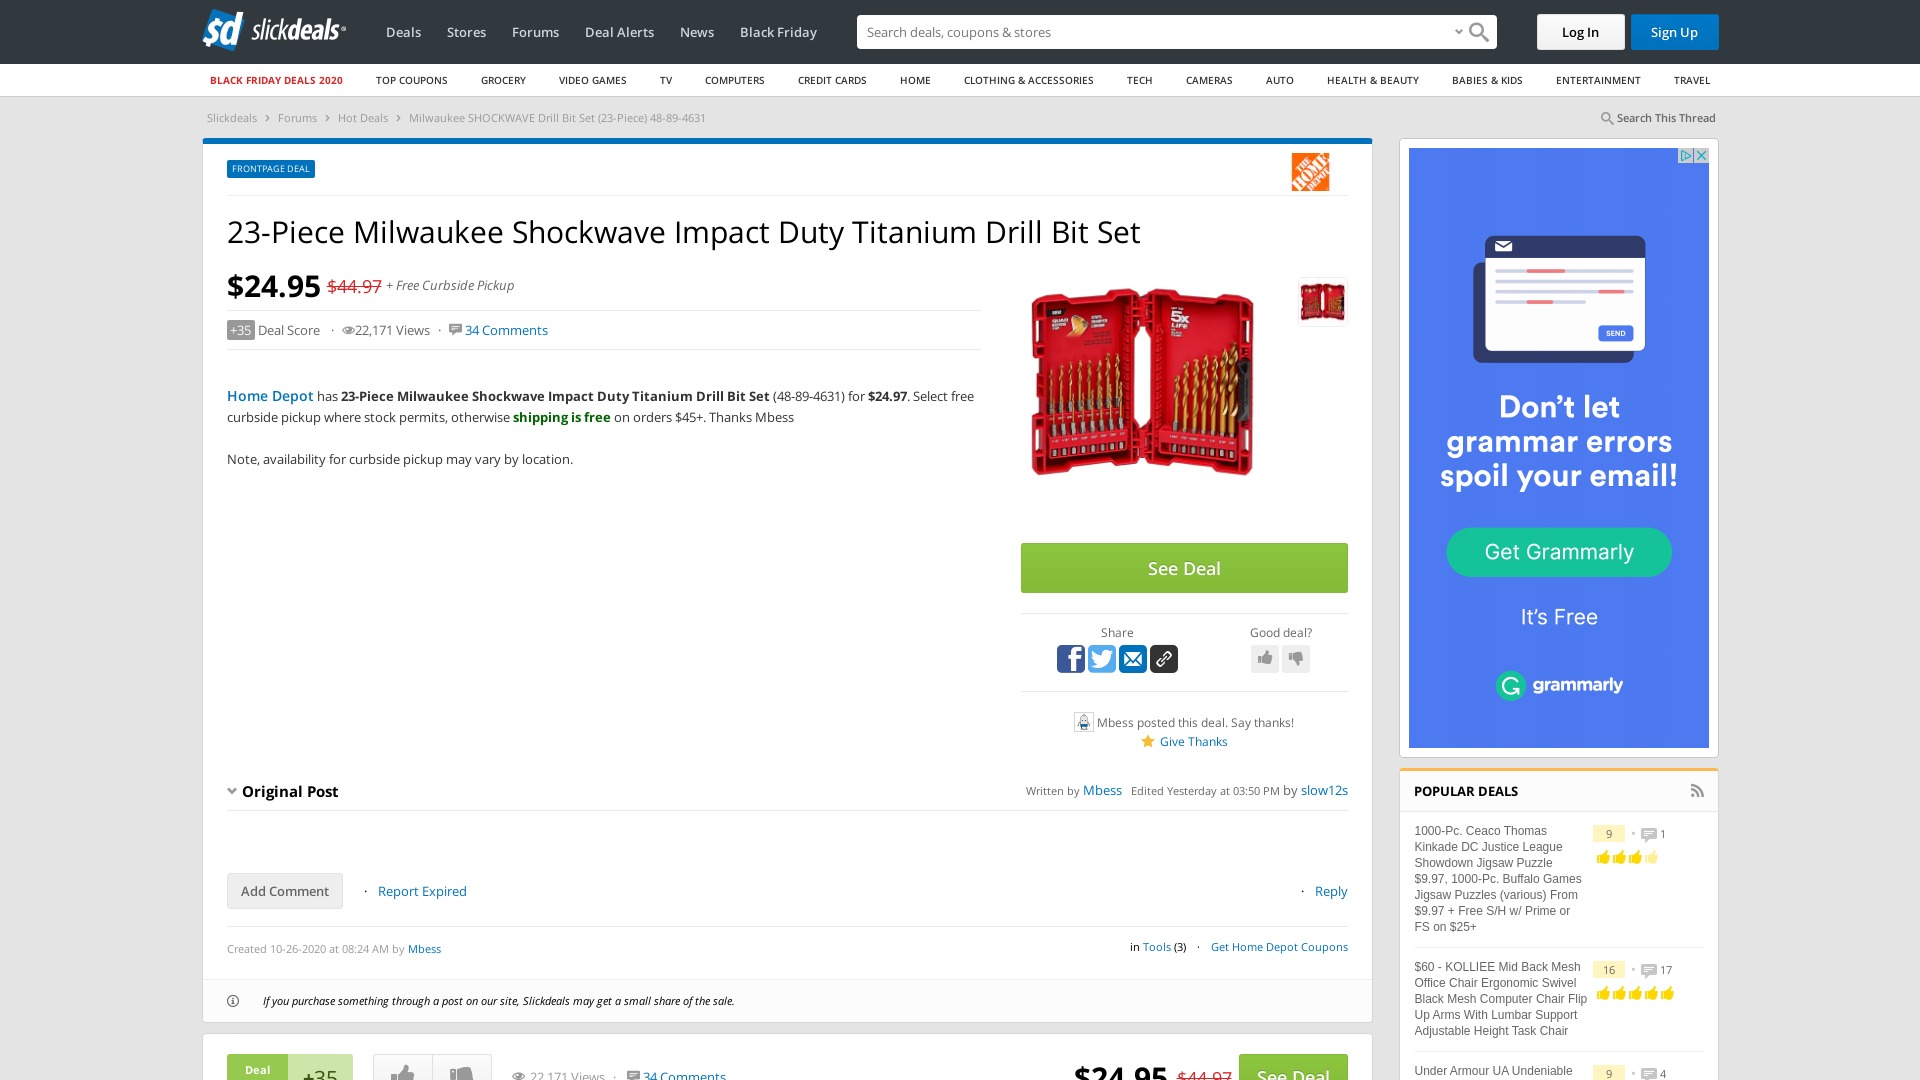 sd slickdeals
Deals Stores Forums Deal Alerts News Black Friday
Search deals, coupons & shopping stores
Log In
Sign Up
BLACK FRIDAY DEALS 2020 TOP COUPONS GROCERY VIDEO GAMES TV COMPUTERS CREDIT CARDS HOME CLOTHING & ACCESSORIES TECH CAMERAS AUTO HEALTH & BEAUTY BABIES & KIDS ENTERTAINMENT TRAVEL
Slickdeals > Forums > Hot Deals > Milwaukee SHOCKWAVE Drill Bit Set (23-Piece) 48-89-4631
Search This Thread
FRONTPAGE DEAL
THE HOME DEPOT
23-Piece Milwaukee Shockwave Impact Duty Titanium Drill Bit Set
$24.95 $44.97 + Free Curbside Pickup
+35 Deal Score · 22,171 Views · 34 Comments
Home Depot has 23-Piece Milwaukee Shockwave Impact Duty Titanium Drill Bit Set (48-89-4631) for $24.97. Select free
curbside pickup where stock permits, otherwise shipping is free on orders $45+. Thanks Mbess
Note, availability for curbside pickup may vary by location.
5X
LIFE
See Deal
Share
Good deal?
Mbess posted this deal. Say thanks!
Give Thanks
Original Post
Written by Mbess Edited Yesterday at 03:50 PM by slow12s
Add Comment
· Report Expired
· Reply
Created 10-26-2020 at 08:24 AM by Mbess
in Tools (3) · Get Home Depot Coupons
If you purchase something through a post on our site, Slickdeals may get a small share of the sale.
Deal
+35
22,171 Views · 34 Comments
$24.95 $44.97
See Deal
SEND
Don't let
grammar errors
spoil your email!
Get Grammarly
It's Free
grammarly
POPULAR DEALS
1000-Pc. Ceaco Thomas
Kinkade DC Justice League
Showdown Jigsaw Puzzle
$9.97, 1000-Pc. Buffalo Games
Jigsaw Puzzles (various) From
$9.97 + Free S/H w/ Prime or
FS on $25+
9 • 1
$60 - KOLLIEE Mid Back Mesh
Office Chair Ergonomic Swivel
Black Mesh Computer Chair Flip
Up Arms With Lumbar Support
Adjustable Height Task Chair
16 • 17
Under Armour UA Undeniable
9 • 4